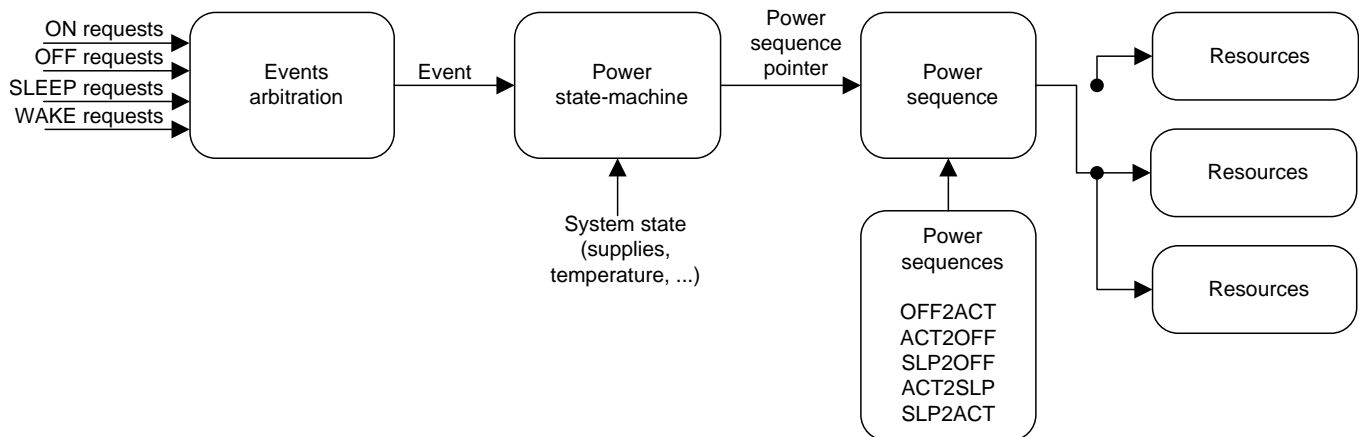 ON requests
OFF requests
SLEEP requests
WAKE requests
Events
arbitration
Event
Power
state-machine
System state
(supplies,
temperature, ...)
Power
sequence
pointer
Power
sequence
Power
sequences
OFF2ACT
ACT2OFF
SLP2OFF
ACT2SLP
SLP2ACT
Resources
Resources
Resources